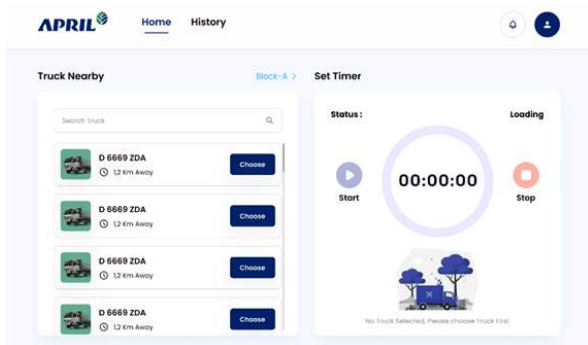 APRIL
Home
History
Truck Nearby
Block-A >
Search Truck
D 6669 ZDA
1,2 Km Away
Choose
D 6669 ZDA
1,2 Km Away
Choose
D 6669 ZDA
1,2 Km Away
Choose
D 6669 ZDA
1,2 Km Away
Choose
Set Timer
Status :
Loading
Start
00:00:00
Stop
No Truck Selected, Please choose Truck First